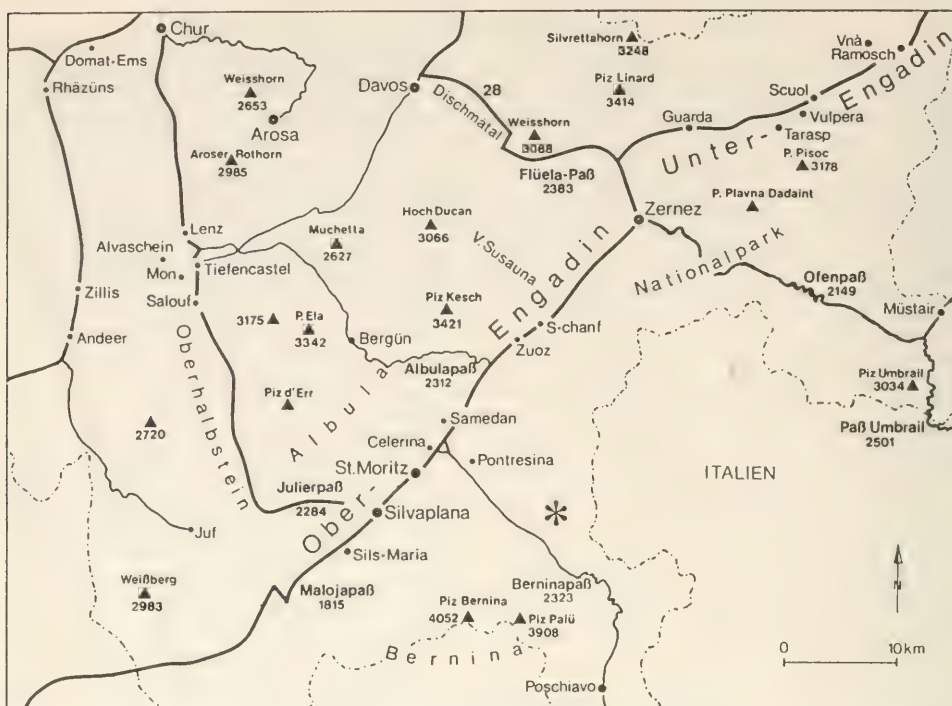 Chur
Domat-Ems
Rhäzüns
Weisshorn
2653
Arosa
Aroser Rothorn
2985
Davos
Dischmatal
28
Silvrettahorn
3248
Piz Linard
3414
Weisshorn
3088
Flüela-Paß
2383
Guarda
Vnà
Ramosch
Scuol
Vulpera
Tarasp
P. Pisoc
3178
Unter-Engadin
P. Plavna Dadaint
Zernez
Nationalpark
Ofenpaß
2149
Müstair
Piz Umbrail
3034
Paß Umbrail
2501
Lenz
Alvaschein
Mon
Tiefencastel
Salouf
Zillis
Andeer
Muchetta
2627
Hoch Ducan
3066
V. Susauna
Piz Kesch
3421
Engadin
S-chanf
Zuoz
3175
P. Ela
3342
Bergün
Albulapaß
2312
Albula
Piz d'Err
Oberhalbstein
2720
Samedan
Celerina
Pontresina
St. Moritz
Julierpaß
2284
Silvaplana
Ober-
Sils-Maria
Juf
ITALIEN
Weißberg
2983
Malojapaß
1815
Berninapaß
2323
Piz Bernina
4052
Piz Palü
3908
Bernina
Poschiavo
N
0 10 km